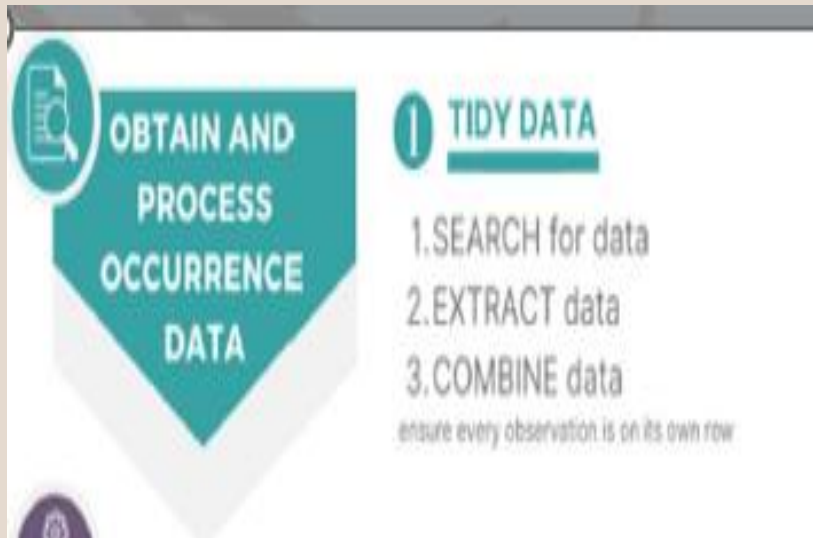 OBTAIN AND
PROCESS
OCCURRENCE
DATA
1 TIDY DATA
1.SEARCH for data
2.EXTRACT data
3.COMBINE data
ensure every observation is on its own row